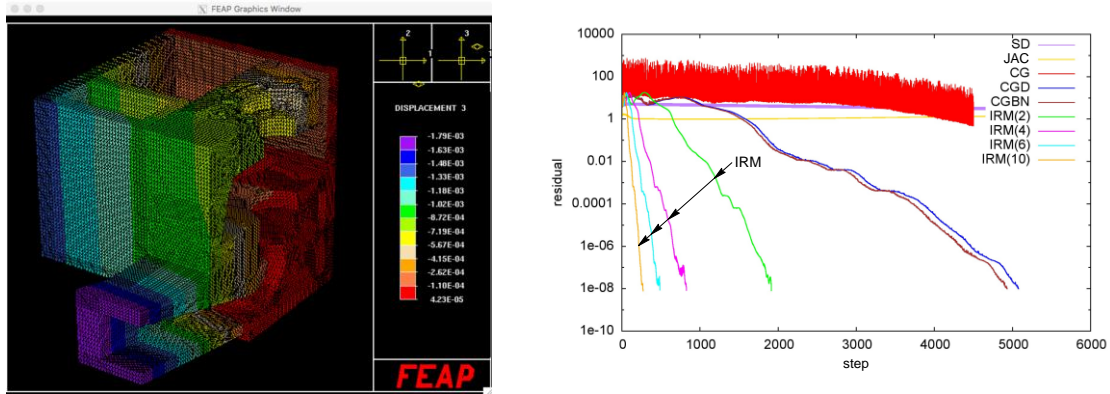 FEAP Graphics Window
2
1
3
DISPLACEMENT 3
-1.79E-03
-1.63E-03
-1.48E-03
-1.33E-03
-1.18E-03
-1.02E-03
-8.72E-04
-7.19E-04
-5.67E-04
-4.15E-04
-2.62E-04
-1.10E-04
4.23E-05
FEAP
10000
100
1
0.01
0.0001
1e-06
1e-08
1e-10
residual
0 1000 2000 3000 4000 5000 6000
step
SD
JAC
CG
CGD
CGBN
IRM(2)
IRM(4)
IRM(6)
IRM(10)
IRM